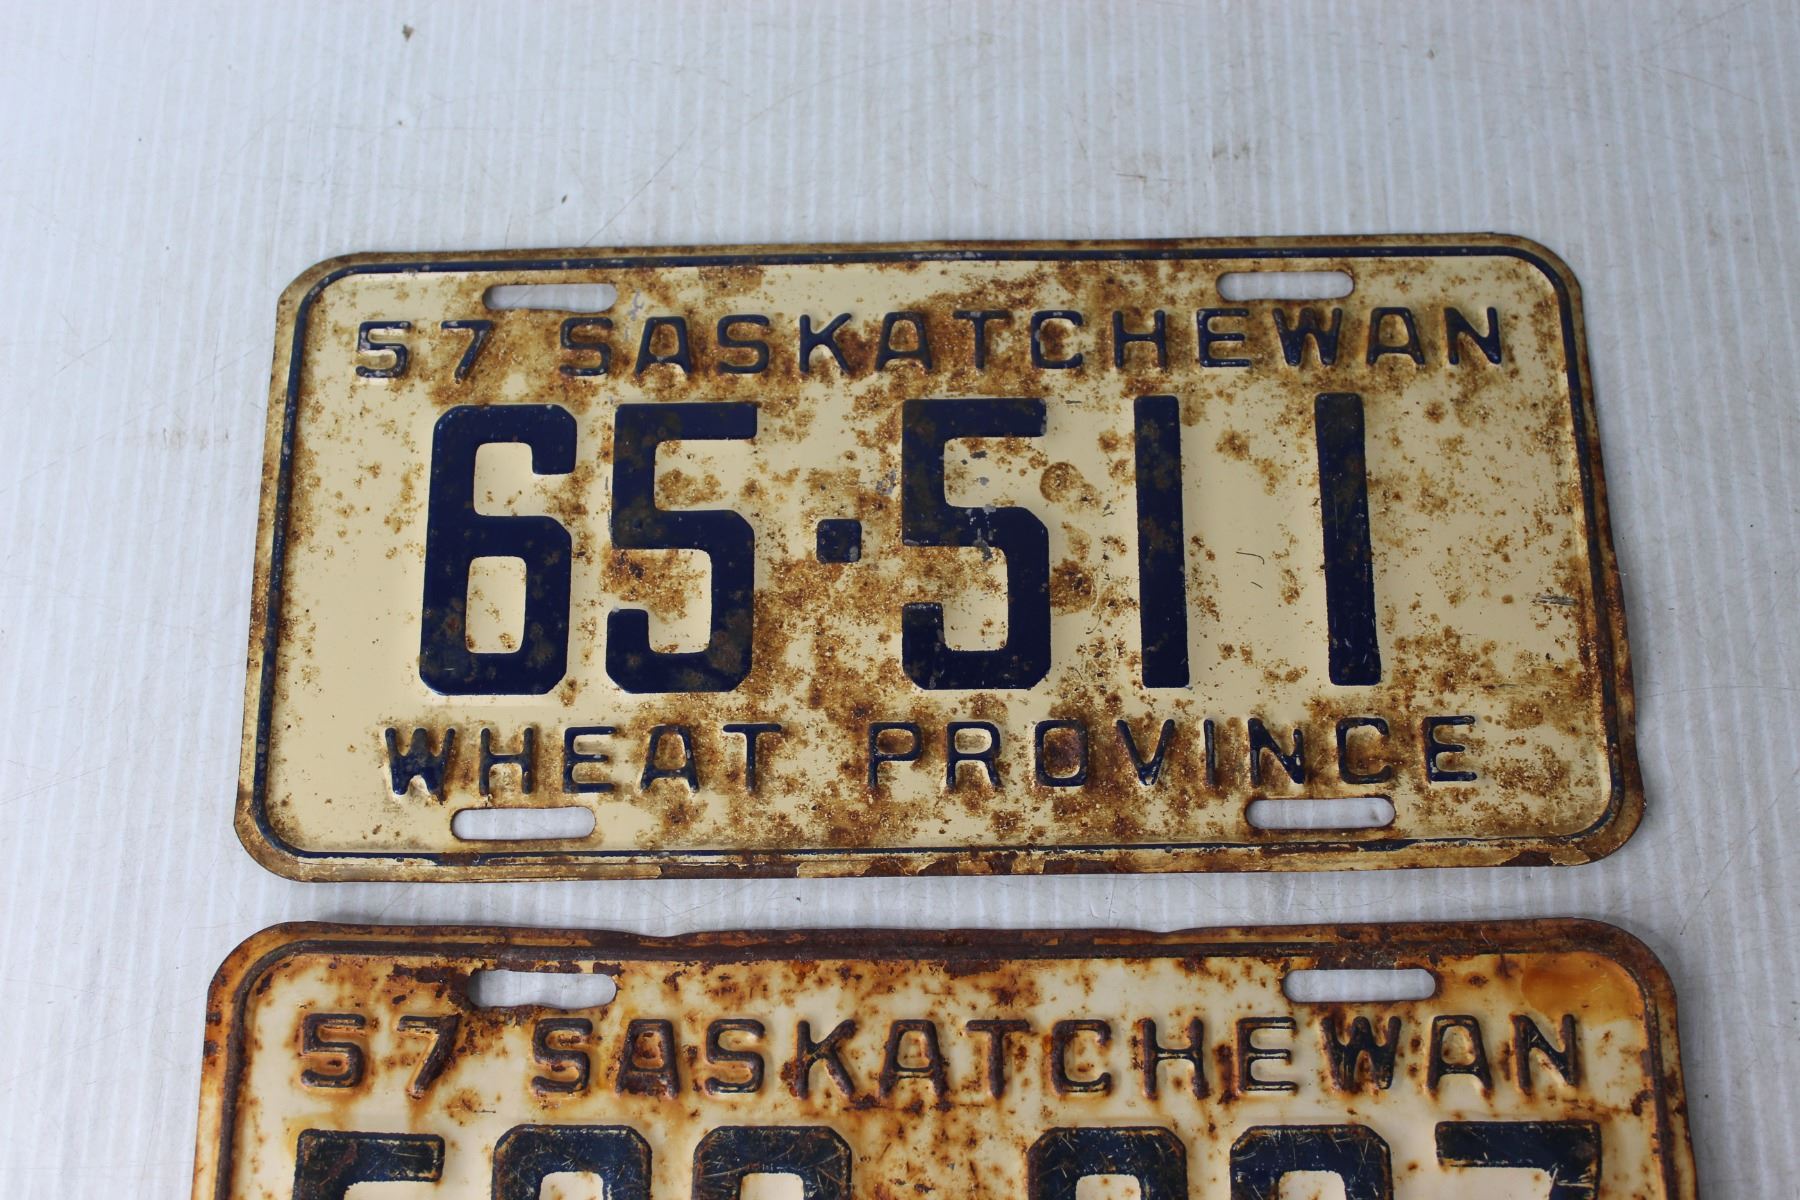 57 SASKATCHEWAN
65·511
WHEAT PROVINCE
57 SASKATCHEWAN